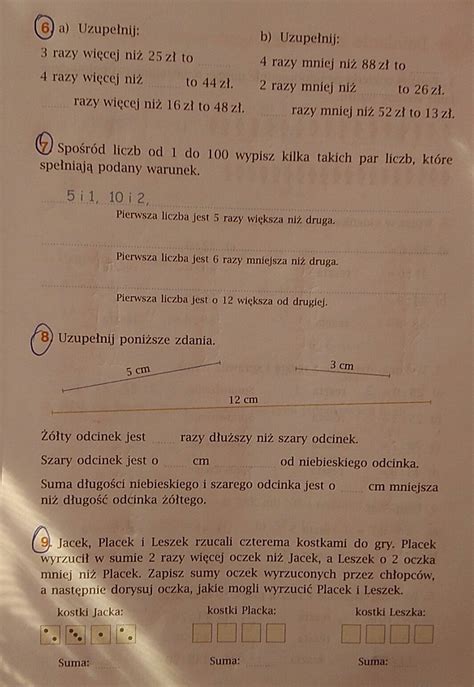 6. a) Uzupełnij:
b) Uzupełnij:
3 razy więcej niż 25 zł to
4 razy mniej niż 88 zł to
4 razy więcej niż ...... to 44 zł.
2 razy mniej niż ...... to 26 zł.
...... razy więcej niż 16 zł to 48 zł.
...... razy mniej niż 52 zł to 13 zł.
7. Spośród liczb od 1 do 100 wypisz kilka takich par liczb, które
spełniają podany warunek.
5 i 1, 10 i 2,
Pierwsza liczba jest 5 razy większa niż druga.
Pierwsza liczba jest 6 razy mniejsza niż druga.
Pierwsza liczba jest o 12 większa od drugiej.
8. Uzupełnij poniższe zdania.
5 cm
3 cm
12 cm
Żółty odcinek jest ...... razy dłuższy niż szary odcinek.
Szary odcinek jest o ...... cm ...... od niebieskiego odcinka.
Suma długości niebieskiego i szarego odcinka jest o ...... cm mniejsza
niż długość odcinka żółtego.
9. Jacek, Placek i Leszek rzucali czterema kostkami do gry. Placek
wyrzucił w sumie 2 razy więcej oczek niż Jacek, a Leszek o 2 oczka
mniej niż Placek. Zapisz sumy oczek wyrzuconych przez chłopców,
a następnie dorysuj oczka, jakie mogli wyrzucić Placek i Leszek.
kostki Jacka:
kostki Placka:
kostki Leszka:
Suma: ......
Suma: ......
Suma: ......